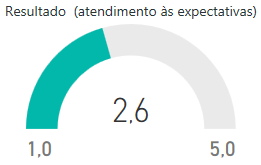 Resultado (atendimento às expectativas)
2,6
1,0
5,0